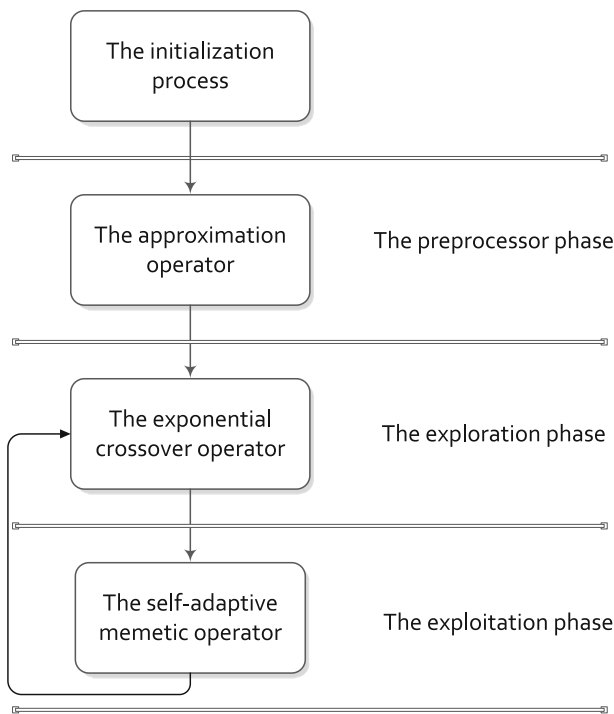 The initialization
process
The approximation
operator
The preprocessor phase
The exponential
crossover operator
The exploration phase
The self-adaptive
memetic operator
The exploitation phase